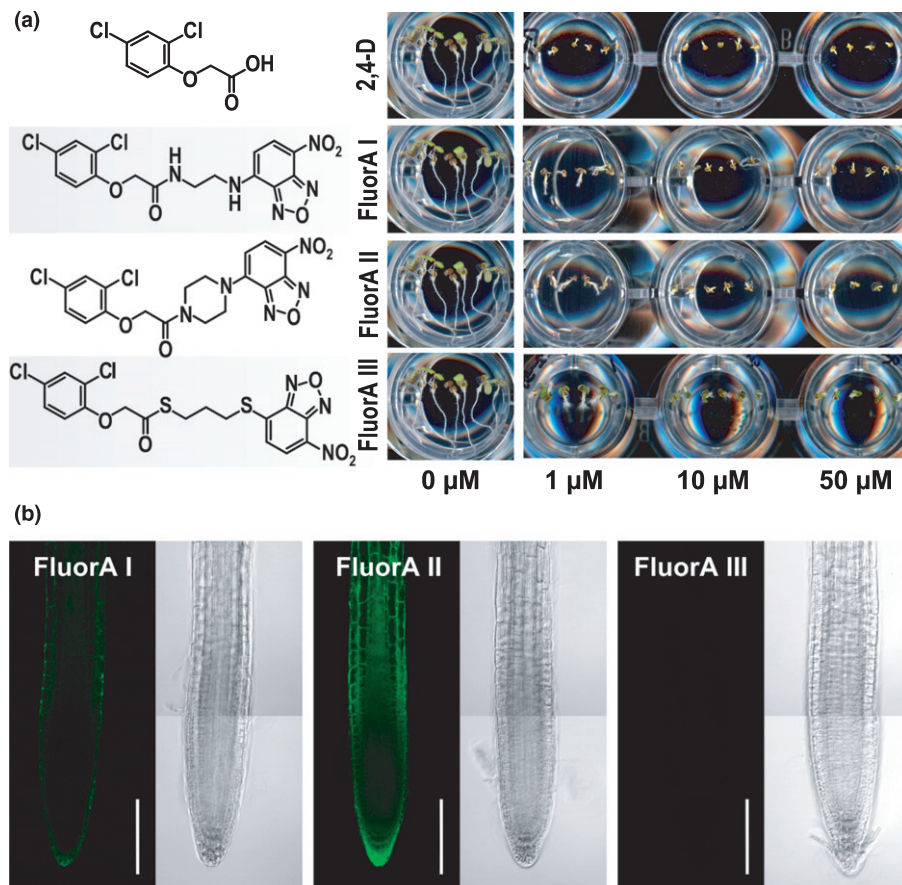 (a)
Cl
Cl
O
OH
O
2,4-D
Cl
Cl
O
O
H
N
N
H
NO2
N
O
N
FluorA I
Cl
Cl
O
O
N
N
NO2
N
O
N
FluorA II
Cl
Cl
O
O
S
S
N
O
N
NO2
FluorA III
B
B
0 µM
1 µM
10 µM
50 µM
(b)
FluorA I
FluorA II
FluorA III